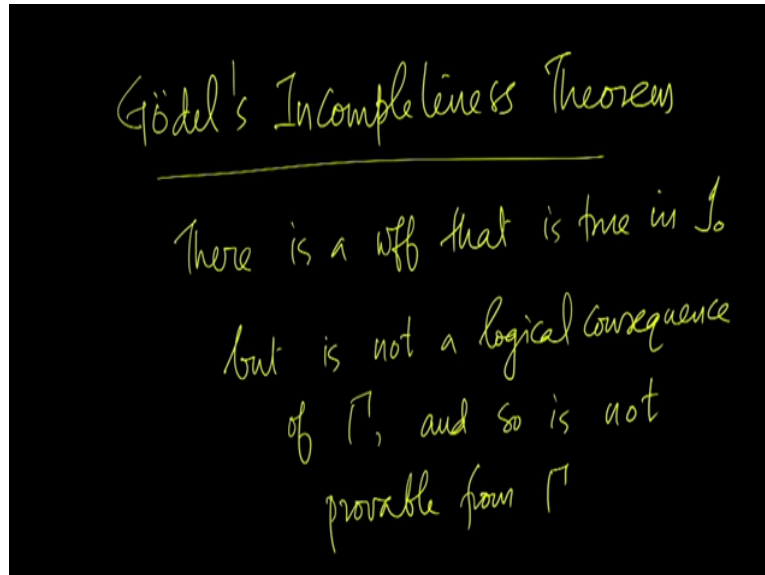 Gödel's Incompleteness Theorem
There is a wff that is true in I₀
but is not a logical consequence
of Γ, and so is not
provable from Γ